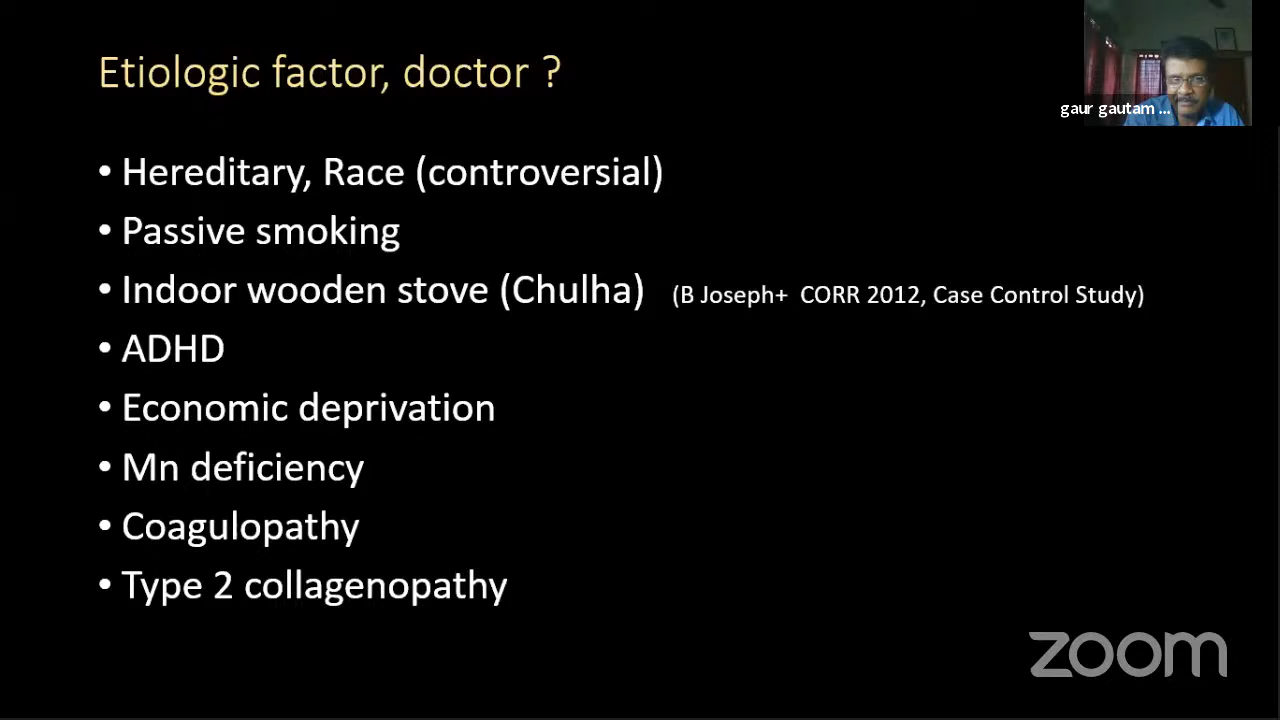 Etiologic factor, doctor ?
gaur gautam ...
• Hereditary, Race (controversial)
• Passive smoking
• Indoor wooden stove (Chulha) (B Joseph+ CORR 2012, Case Control Study)
• ADHD
• Economic deprivation
• Mn deficiency
• Coagulopathy
• Type 2 collagenopathy
zoom